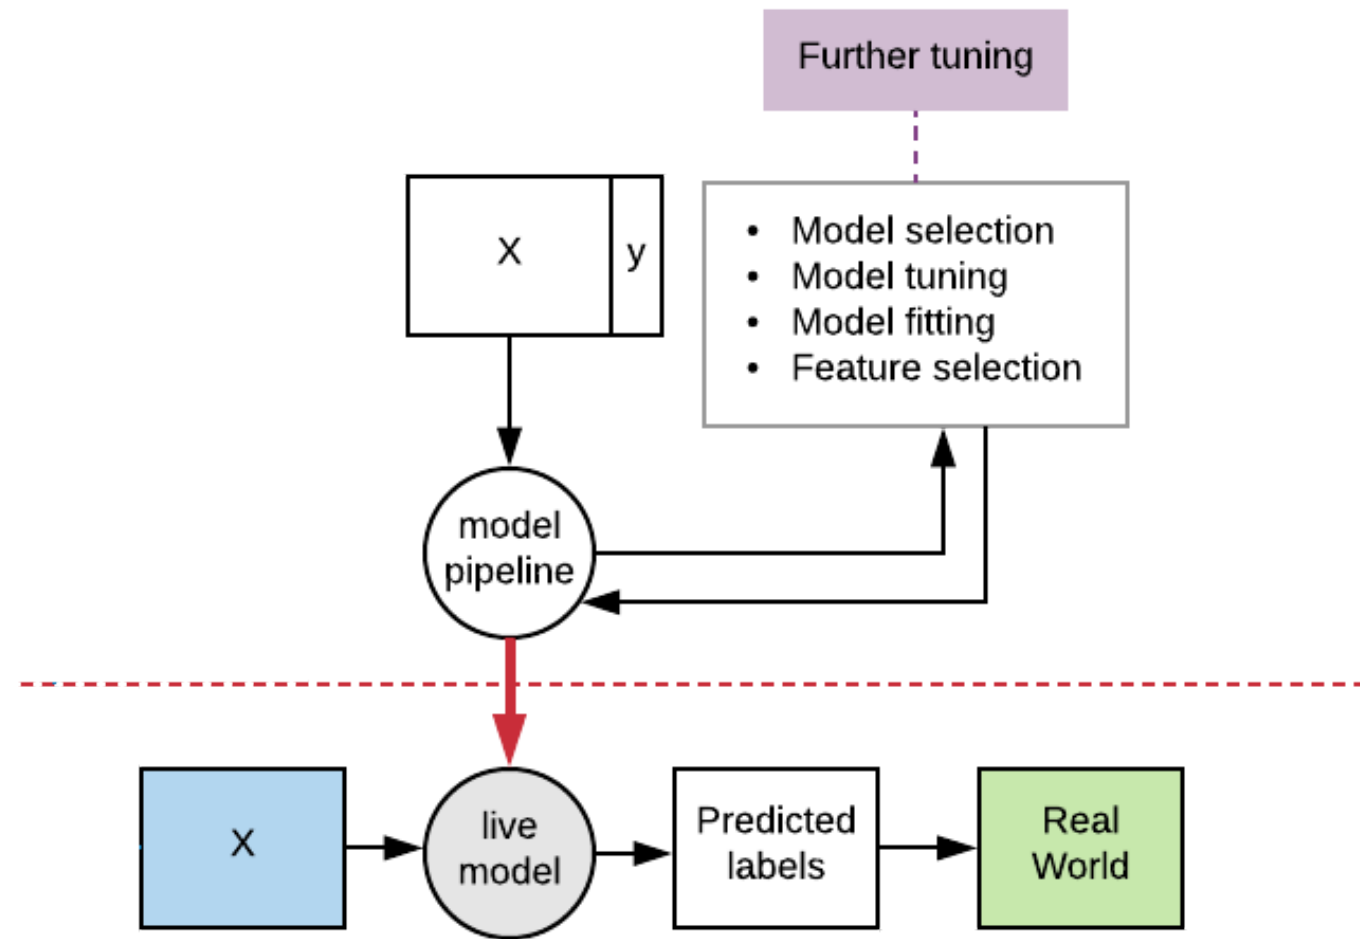 Further tuning
X
y
• Model selection
• Model tuning
• Model fitting
• Feature selection
model
pipeline
X
live
model
Predicted
labels
Real
World